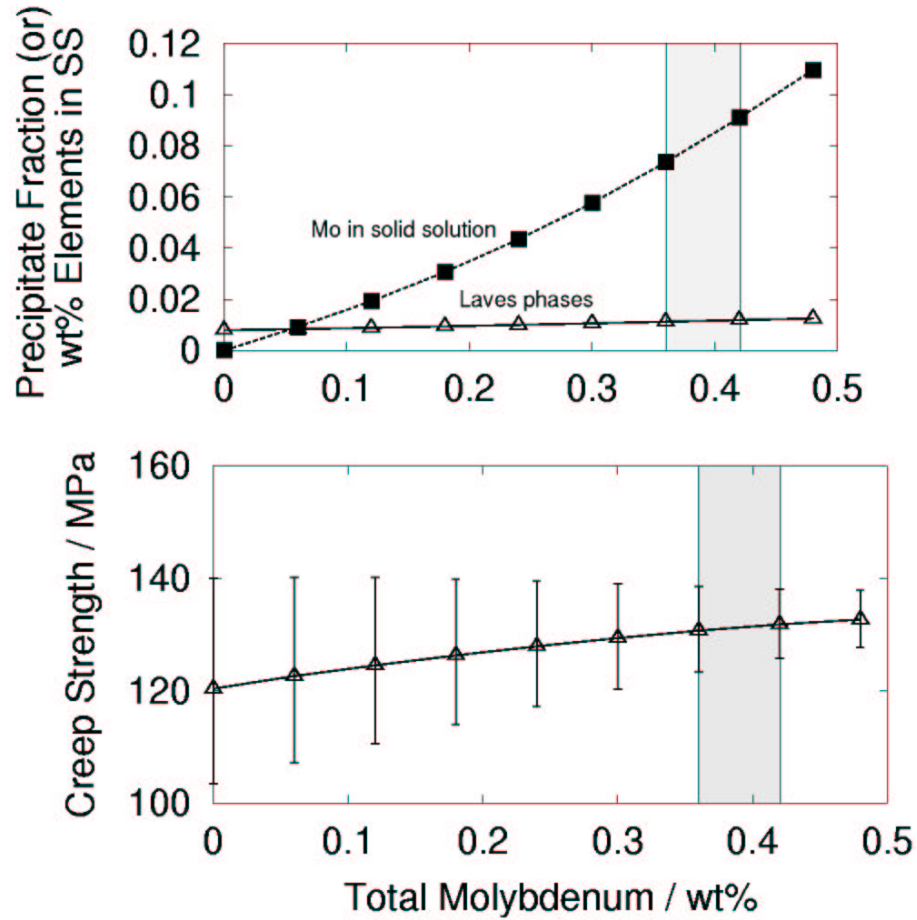 Precipitate Fraction (or)
wt% Elements in SS
0.12
0.1
0.08
0.06
0.04
0.02
0
Mo in solid solution
Laves phases
0 0.1 0.2 0.3 0.4 0.5
Creep Strength / MPa
160
140
120
100
0 0.1 0.2 0.3 0.4 0.5
Total Molybdenum / wt%